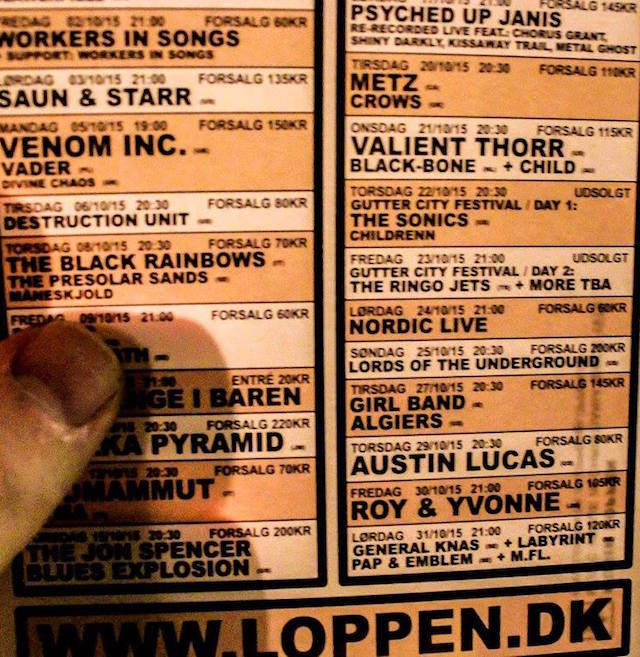 FREDAG 02/10/15 21:00 FORSALG 60KR
WORKERS IN SONGS
SUPPORT: WORKERS IN SONGS
LØRDAG 03/10/15 21:00 FORSALG 135KR
SAUN & STARR
MANDAG 05/10/15 19:00 FORSALG 150KR
VENOM INC.
VADER
DIVINE CHAOS
TIRSDAG 06/10/15 20:30 FORSALG 80KR
DESTRUCTION UNIT
TORSDAG 08/10/15 20:30 FORSALG 70KR
THE BLACK RAINBOWS
THE PRESOLAR SANDS
MÅNESKJOLD
FREDAG 09/10/15 21:00 FORSALG 60KR
ENTRÉ 20KR
I BAREN
20:30 FORSALG 220KR
PYRAMID
20:30 FORSALG 70KR
20:30 FORSALG 200KR
THE JON SPENCER
BLUES EXPLOSION
21:00 FORSALG 145KR
PSYCHED UP JANIS
RE-RECORDED LIVE FEAT.: CHORUS GRANT,
SHINY DARKLY, KISSAWAY TRAIL, METAL GHOST
TIRSDAG 20/10/15 20:30 FORSALG 110KR
METZ
CROWS
ONSDAG 21/10/15 20:30 FORSALG 115KR
VALIENT THORR
BLACK-BONE + CHILD
TORSDAG 22/10/15 20:30 UDSOLGT
GUTTER CITY FESTIVAL / DAY 1:
THE SONICS
CHILDRENN
FREDAG 23/10/15 21:00 UDSOLGT
GUTTER CITY FESTIVAL / DAY 2:
THE RINGO JETS + MORE TBA
LØRDAG 24/10/15 21:00 FORSALG 60KR
NORDIC LIVE
SØNDAG 25/10/15 20:30 FORSALG 200KR
LORDS OF THE UNDERGROUND
TIRSDAG 27/10/15 20:30 FORSALG 145KR
GIRL BAND
ALGIERS
TORSDAG 29/10/15 20:30 FORSALG 80KR
AUSTIN LUCAS
FREDAG 30/10/15 21:00 FORSALG 105KR
ROY & YVONNE
LØRDAG 31/10/15 21:00 FORSALG 120KR
GENERAL KNAS + LABYRINT
PAP & EMBLEM + M.FL.
WWW.LOPPEN.DK